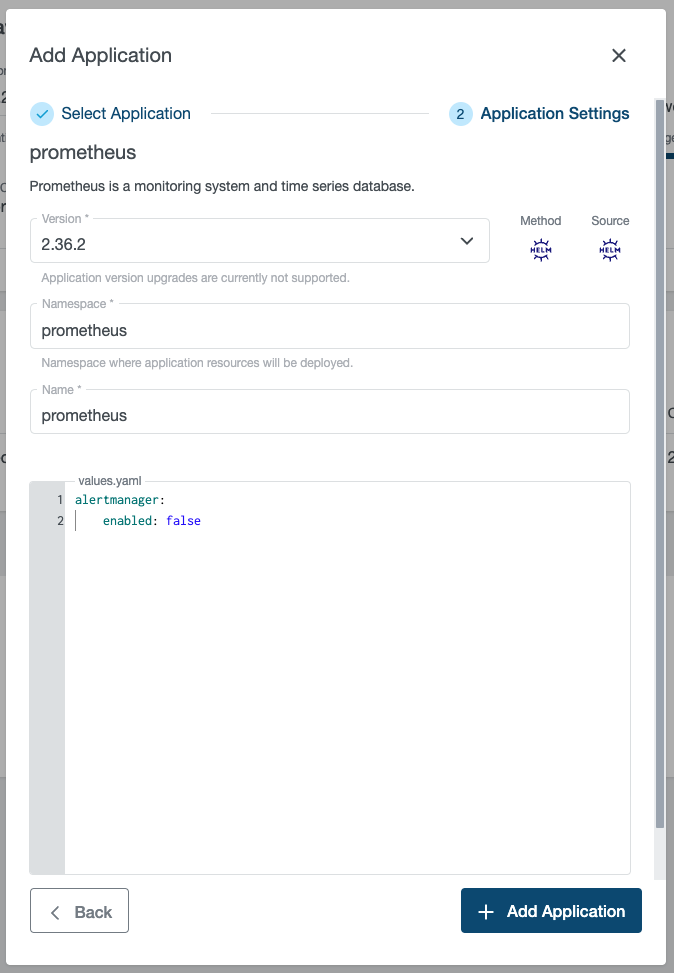 Add Application
Select Application
2 Application Settings
prometheus
Prometheus is a monitoring system and time series database.
Version *
2.36.2
Method
Source
HELM
HELM
Application version upgrades are currently not supported.
Namespace *
prometheus
Namespace where application resources will be deployed.
Name *
prometheus
values.yaml
1 alertmanager:
2     enabled: false
Back
Add Application